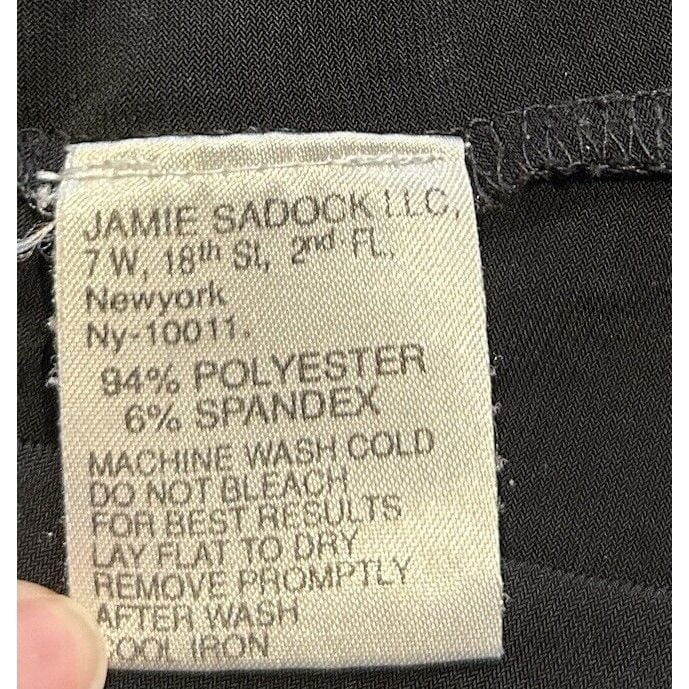 JAMIE SADOCK LLC,
7 W, 18th St, 2nd FL.,
Newyork
Ny-10011.
94% POLYESTER
6% SPANDEX
MACHINE WASH COLD
DO NOT BLEACH
FOR BEST RESULTS
LAY FLAT TO DRY
REMOVE PROMPTLY
AFTER WASH
COOL IRON